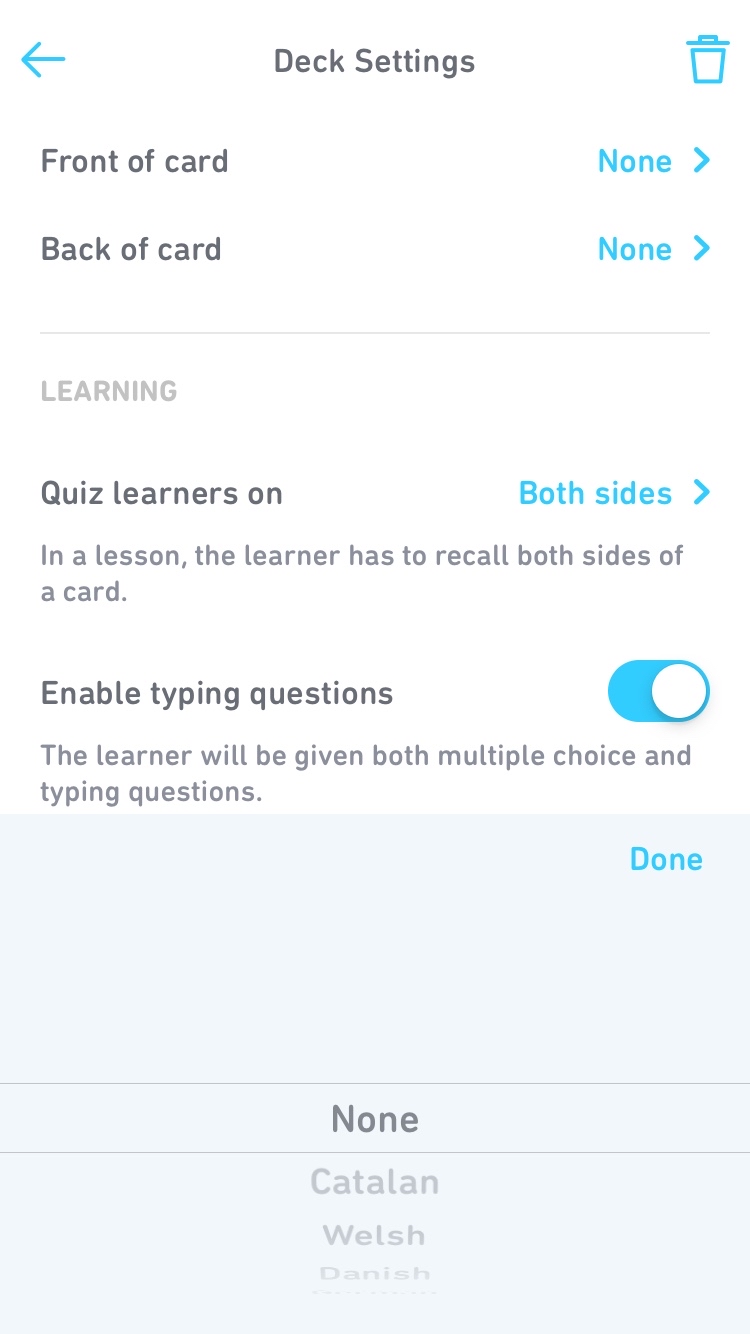 Deck Settings
Front of card None
Back of card None
LEARNING
Quiz learners on Both sides
In a lesson, the learner has to recall both sides of
a card.
Enable typing questions
The learner will be given both multiple choice and
typing questions.
Done
None
Catalan
Welsh
Danish